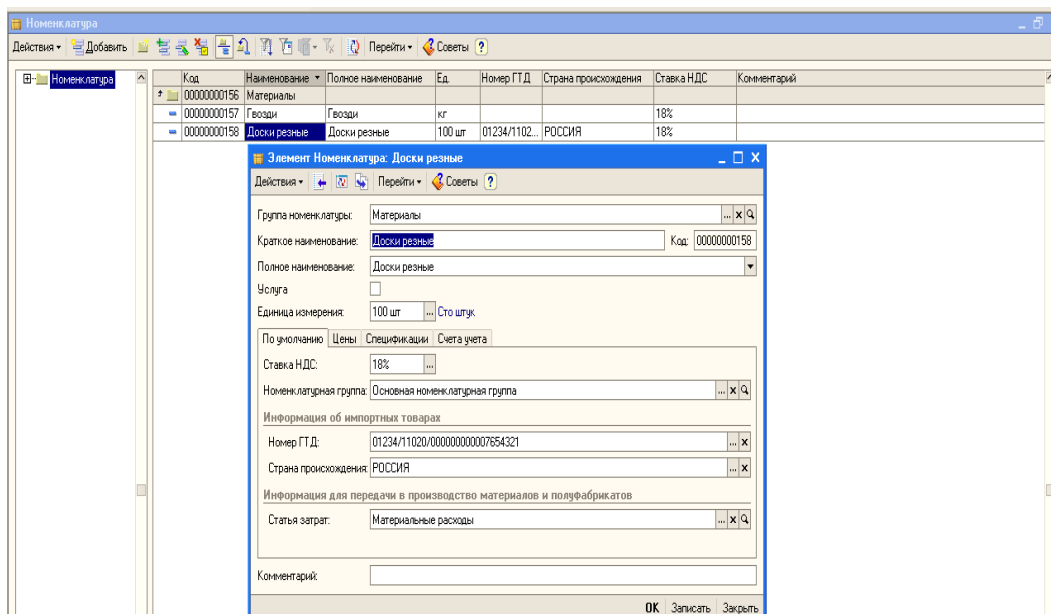 Номенклатура
Действия Добавить Перейти Советы ?
Номенклатура
Код Наименование Полное наименование Ед. Номер ГТД Страна происхождения Ставка НДС Комментарий
00000000156 Материалы
00000000157 Гвозди Гвозди кг 18%
00000000158 Доски резные Доски резные 100 шт 01234/1102... РОССИЯ 18%
Элемент Номенклатура: Доски резные
Действия Перейти Советы ?
Группа номенклатуры: Материалы ... x
Краткое наименование: Доски резные Код: 00000000158
Полное наименование: Доски резные
Услуга
Единица измерения: 100 шт ... Сто штук
По умолчанию Цены Спецификации Счета учета
Ставка НДС: 18% ...
Номенклатурная группа: Основная номенклатурная группа ... x
Информация об импортных товарах
Номер ГТД: 01234/11020/000000000007654321 ... x
Страна происхождения: РОССИЯ ... x
Информация для передачи в производство материалов и полуфабрикатов
Статья затрат: Материальные расходы ... x
Комментарий:
OK Записать Закрыть